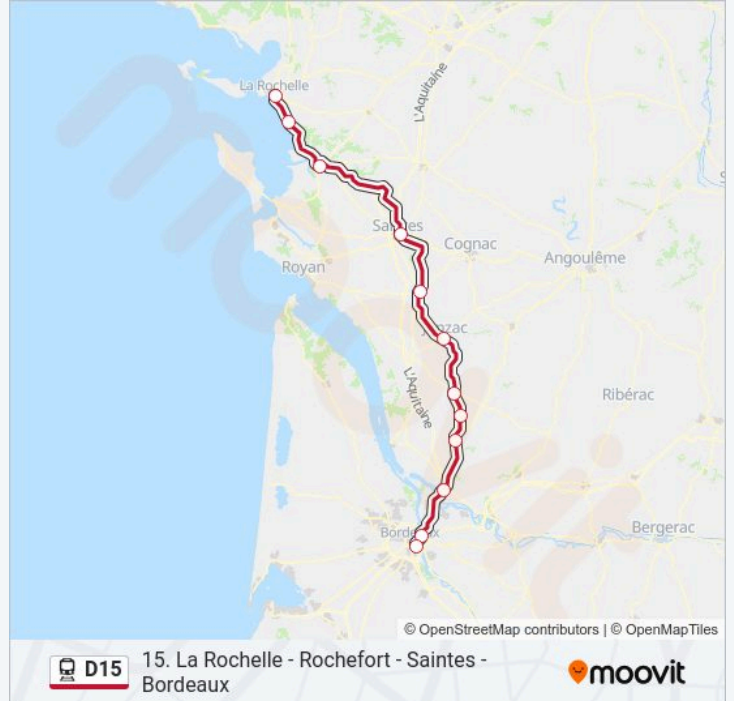 La Rochelle
L'Aquitaine
Cognac
Angoulême
Royan
L'Aquitaine
Ribérac
Bergerac
© OpenStreetMap contributors | © OpenMapTiles
D15
15. La Rochelle - Rochefort - Saintes -
Bordeaux
moovit